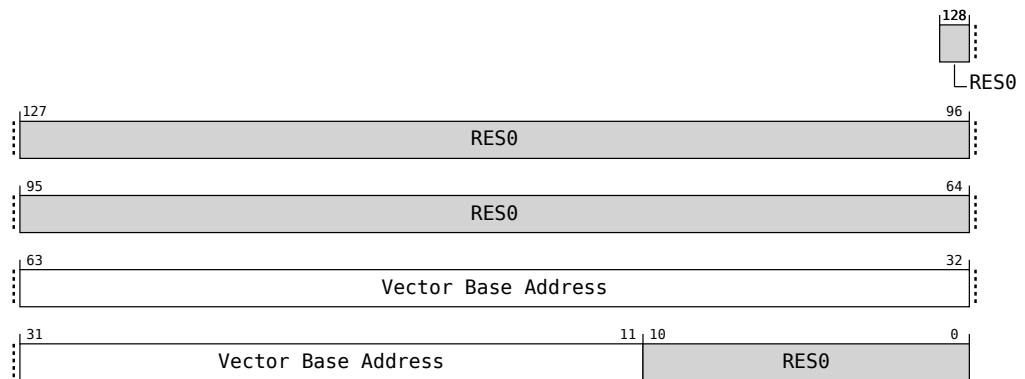 128
RES0
127 96
RES0
95 64
RES0
63 32
Vector Base Address
31 11 10 0
Vector Base Address RES0